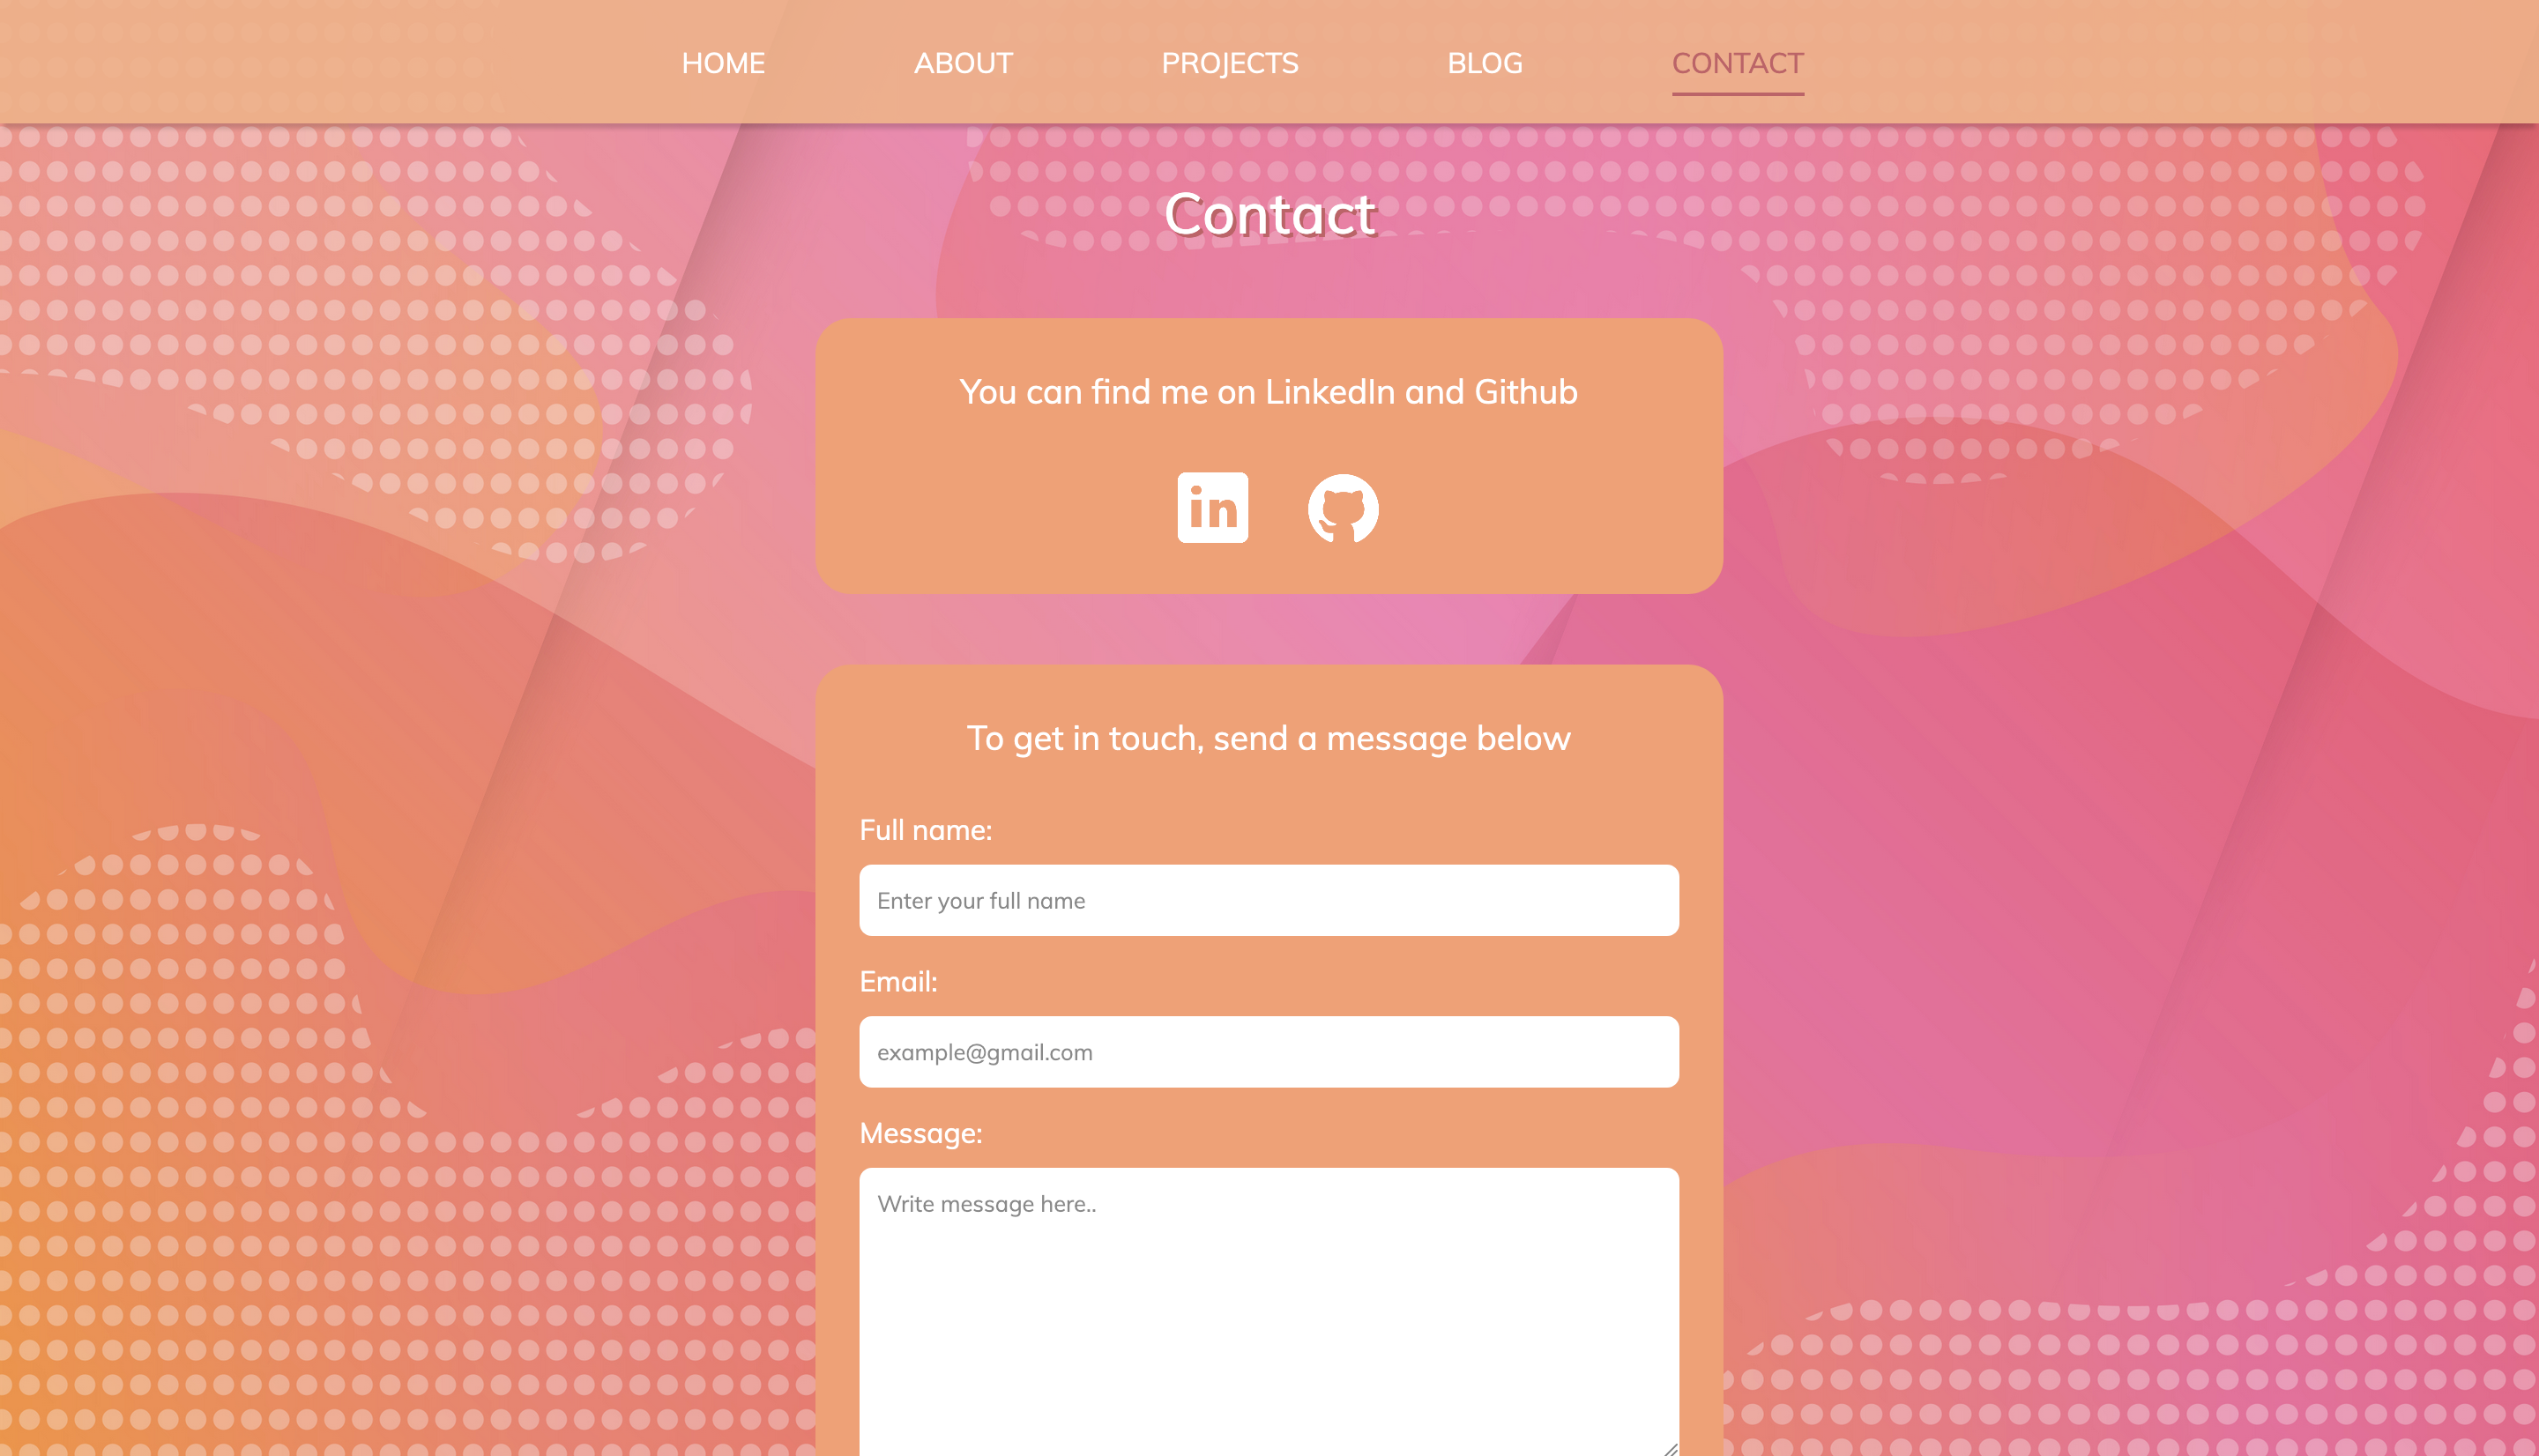 HOME ABOUT PROJECTS BLOG CONTACT
Contact
You can find me on LinkedIn and Github
in
To get in touch, send a message below
Full name:
Enter your full name
Email:
example@gmail.com
Message:
Write message here..